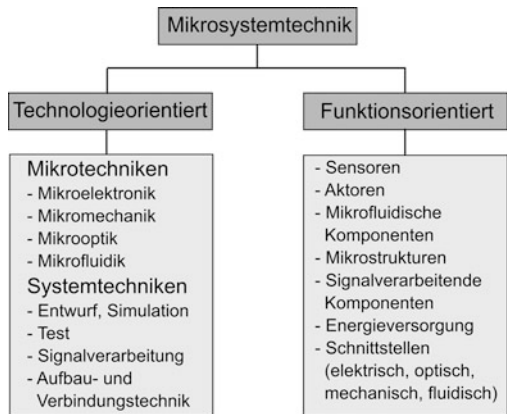 Mikrosystemtechnik
Technologieorientiert
Mikrotechniken
- Mikroelektronik
- Mikromechanik
- Mikrooptik
- Mikrofluidik
Systemtechniken
- Entwurf, Simulation
- Test
- Signalverarbeitung
- Aufbau- und
Verbindungstechnik
Funktionsorientiert
- Sensoren
- Aktoren
- Mikrofluidische
Komponenten
- Mikrostrukturen
- Signalverarbeitende
Komponenten
- Energieversorgung
- Schnittstellen
(elektrisch, optisch,
mechanisch, fluidisch)